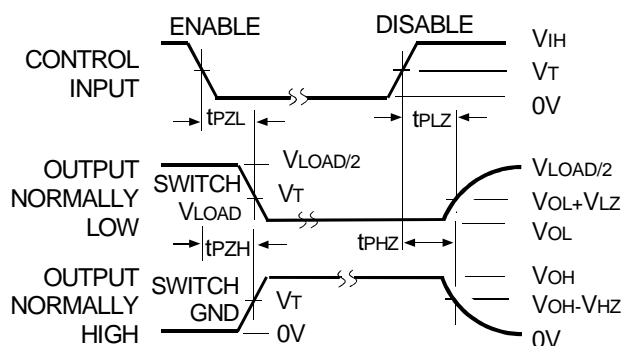 ENABLE
DISABLE
CONTROL
INPUT
VIH
VT
0V
tPZL
tPLZ
OUTPUT
NORMALLY
LOW
SWITCH
VLOAD
VLOAD/2
VT
VLOAD/2
VOL+VLZ
VOL
tPZH
tPHZ
OUTPUT
NORMALLY
HIGH
SWITCH
GND
VT
0V
VOH
VOH-VHZ
0V